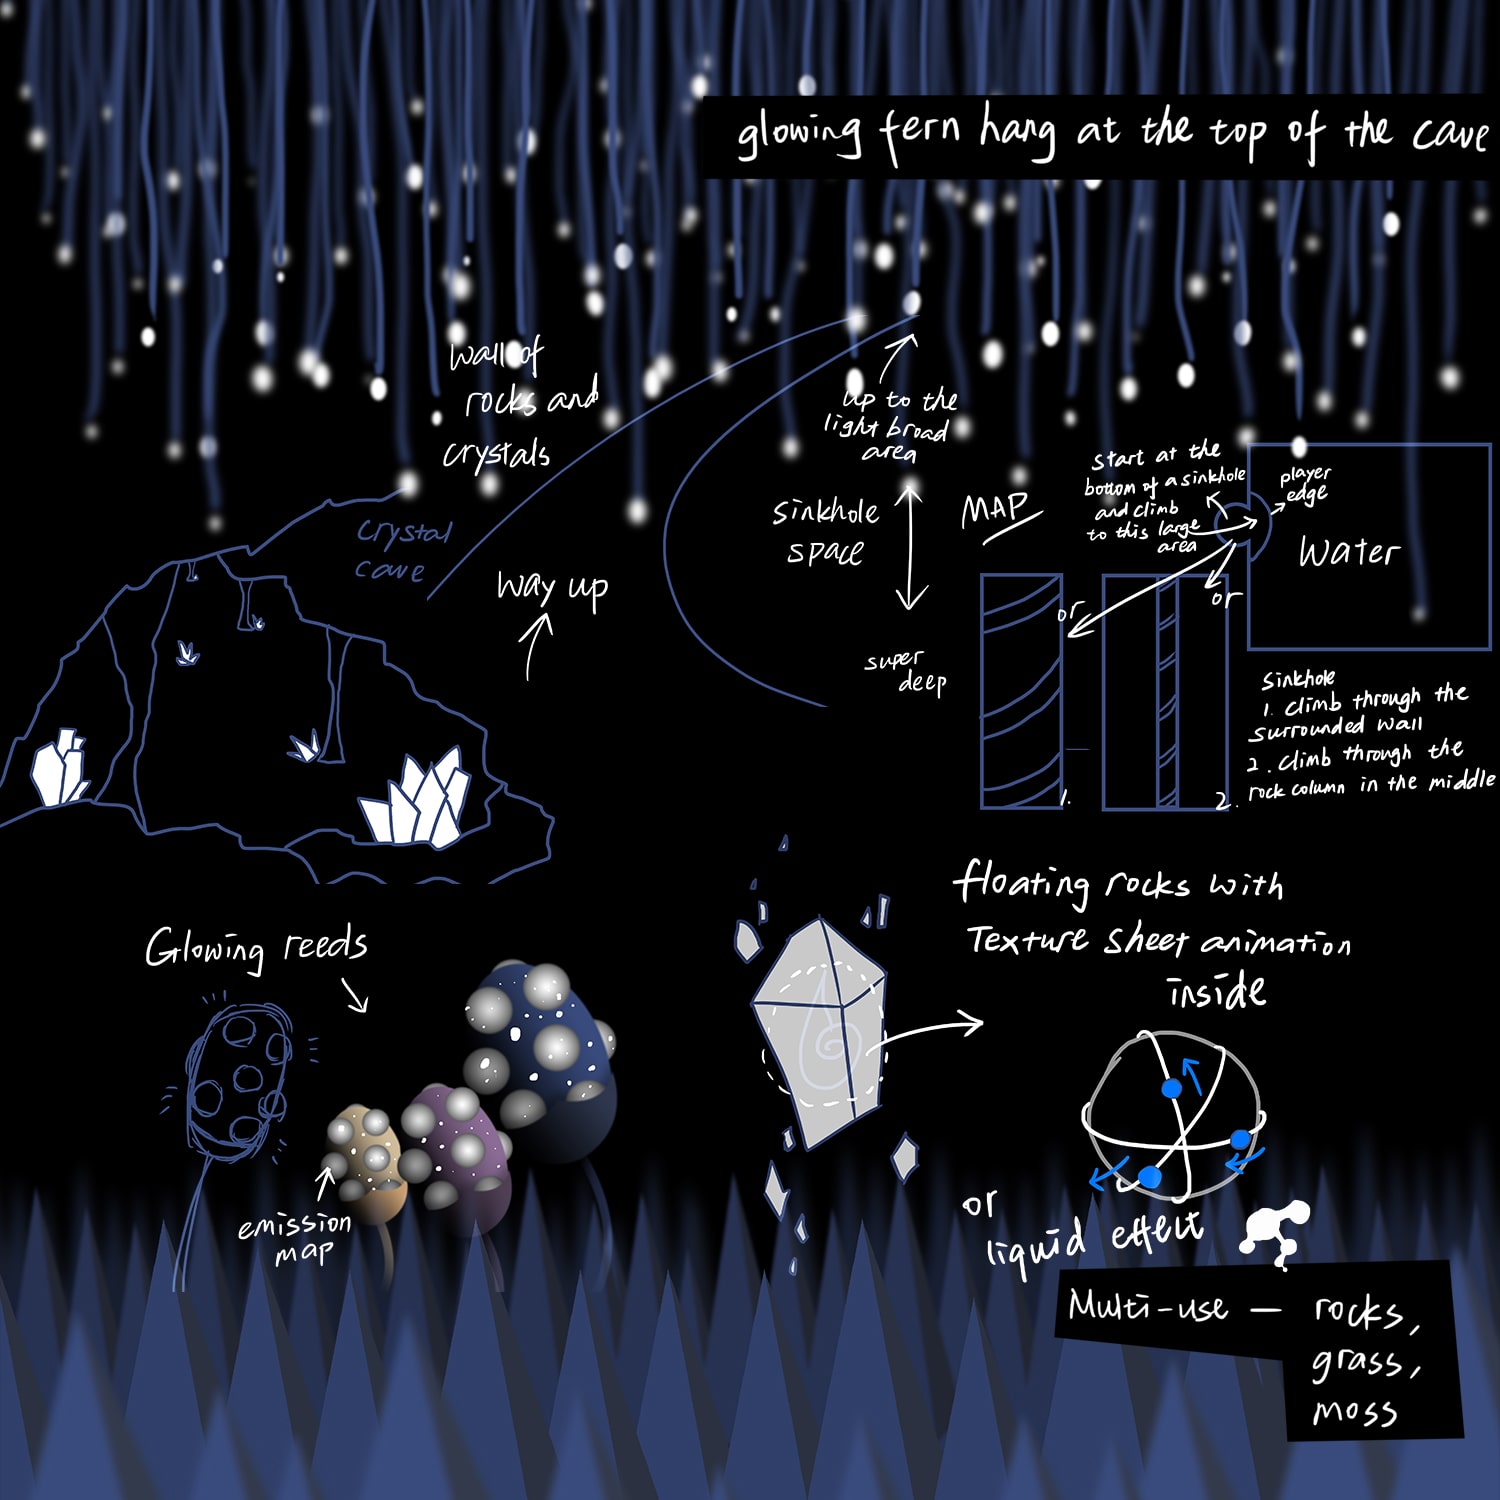 glowing fern hang at the top of the cave
wall of
rocks and
crystals
up to the
light broad
area
start at the
bottom of a sinkhole
and climb
to this large
area
player
edge
Water
MAP
sinkhole
space
crystal
cave
way up
or
or
super
deep
1.
2.
Sinkhole
1. climb through the
surrounded wall
2. climb through the
rock column in the middle
floating rocks with
Texture sheet animation
inside
Glowing reeds
emission
map
or
liquid effect
Multi-use — rocks,
grass,
moss